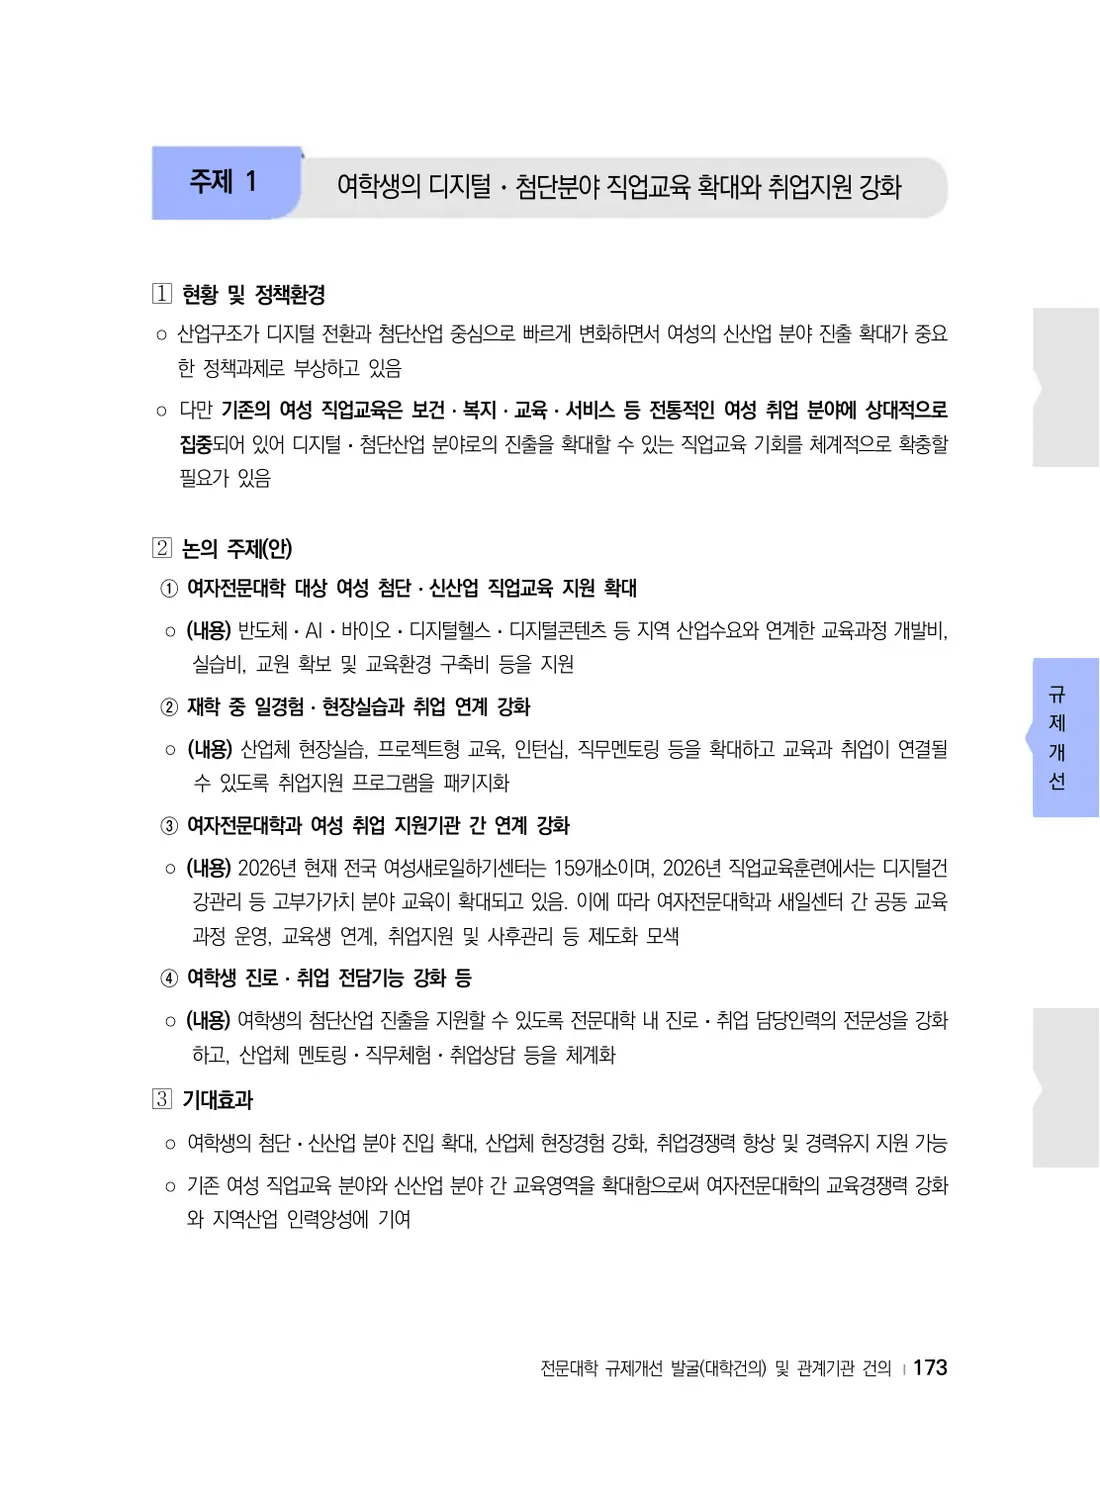 주제 1
여학생의 디지털·첨단분야 직업교육 확대와 취업지원 강화
1 현황 및 정책환경
○ 산업구조가 디지털 전환과 첨단산업 중심으로 빠르게 변화하면서 여성의 신산업 분야 진출 확대가 중요
한 정책과제로 부상하고 있음
○ 다만 기존의 여성 직업교육은 보건·복지·교육·서비스 등 전통적인 여성 취업 분야에 상대적으로
집중되어 있어 디지털·첨단산업 분야로의 진출을 확대할 수 있는 직업교육 기회를 체계적으로 확충할
필요가 있음
2 논의 주제(안)
① 여자전문대학 대상 여성 첨단·신산업 직업교육 지원 확대
○ (내용) 반도체·AI·바이오·디지털헬스·디지털콘텐츠 등 지역 산업수요와 연계한 교육과정 개발비,
실습비, 교원 확보 및 교육환경 구축비 등을 지원
② 재학 중 일경험·현장실습과 취업 연계 강화
○ (내용) 산업체 현장실습, 프로젝트형 교육, 인턴십, 직무멘토링 등을 확대하고 교육과 취업이 연결될
수 있도록 취업지원 프로그램을 패키지화
③ 여자전문대학과 여성 취업 지원기관 간 연계 강화
○ (내용) 2026년 현재 전국 여성새로일하기센터는 159개소이며, 2026년 직업교육훈련에서는 디지털건
강관리 등 고부가가치 분야 교육이 확대되고 있음. 이에 따라 여자전문대학과 새일센터 간 공동 교육
과정 운영, 교육생 연계, 취업지원 및 사후관리 등 제도화 모색
④ 여학생 진로·취업 전담기능 강화 등
○ (내용) 여학생의 첨단산업 진출을 지원할 수 있도록 전문대학 내 진로·취업 담당인력의 전문성을 강화
하고, 산업체 멘토링·직무체험·취업상담 등을 체계화
3 기대효과
○ 여학생의 첨단·신산업 분야 진입 확대, 산업체 현장경험 강화, 취업경쟁력 향상 및 경력유지 지원 가능
○ 기존 여성 직업교육 분야와 신산업 분야 간 교육영역을 확대함으로써 여자전문대학의 교육경쟁력 강화
와 지역산업 인력양성에 기여
규
제
개
선
전문대학 규제개선 발굴(대학건의) 및 관계기관 건의 | 173